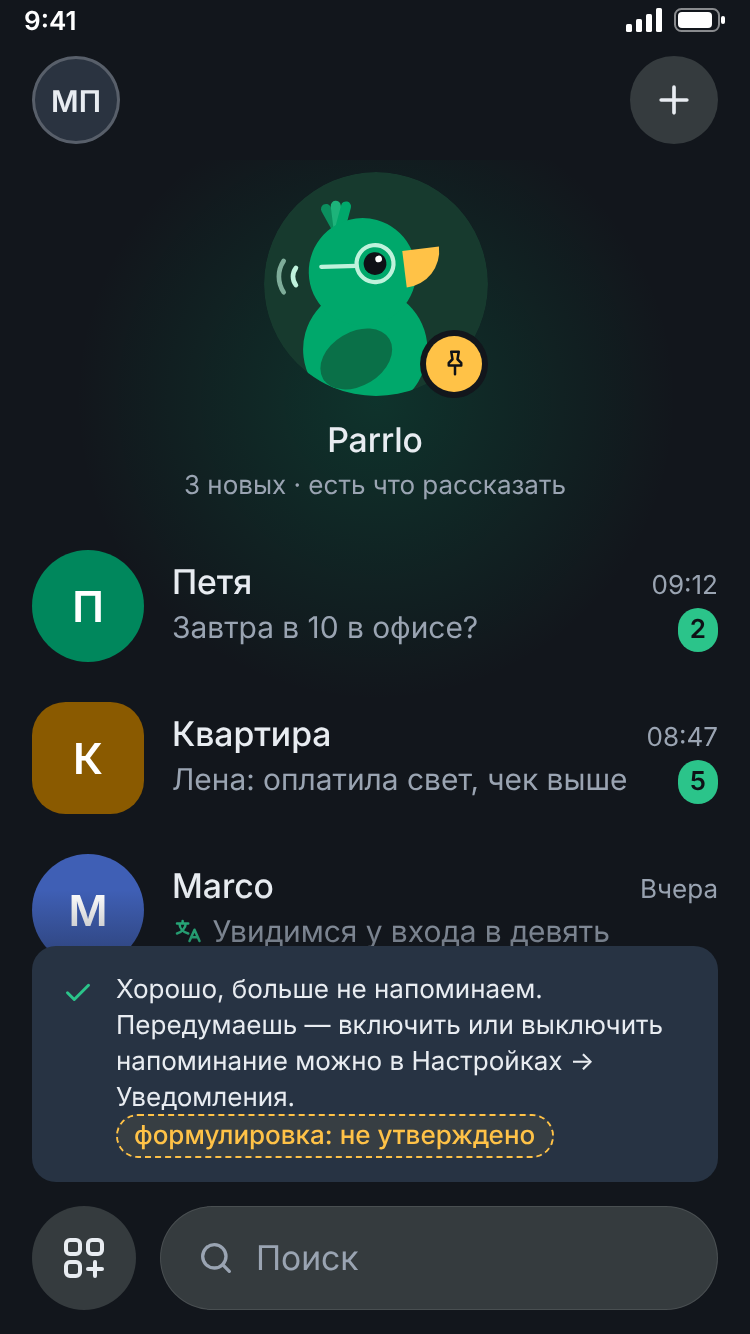 9:41
МП
Parrlo
3 новых · есть что рассказать
П
Петя
09:12
Завтра в 10 в офисе?
2
К
Квартира
08:47
Лена: оплатила свет, чек выше
5
M
Marco
Вчера
Увидимся у входа в девять
Хорошо, больше не напоминаем.
Передумаешь — включить или выключить
напоминание можно в Настройках →
Уведомления.
формулировка: не утверждено
Поиск